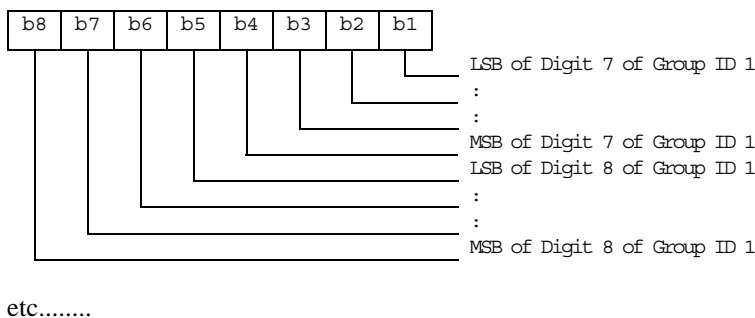 b8 b7 b6 b5 b4 b3 b2 b1
LSB of Digit 7 of Group ID 1
:
:
MSB of Digit 7 of Group ID 1
LSB of Digit 8 of Group ID 1
:
:
MSB of Digit 8 of Group ID 1
etc........